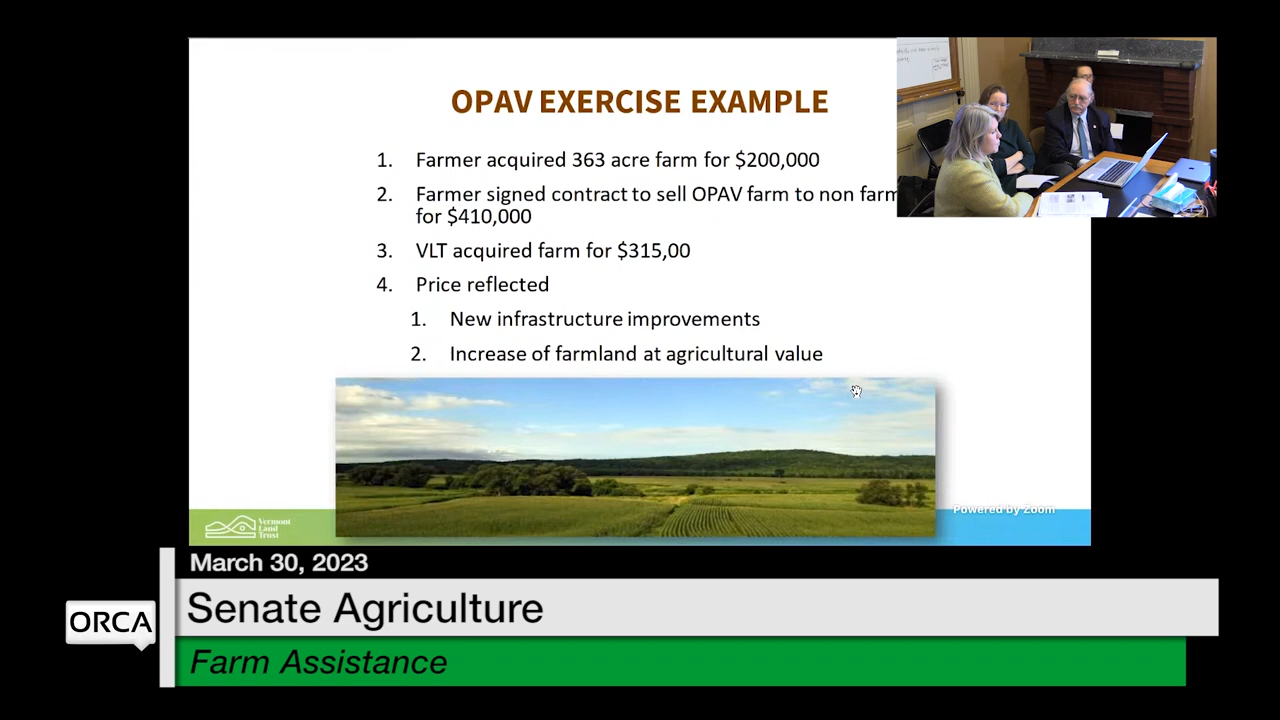 OPAV EXERCISE EXAMPLE
1. Farmer acquired 363 acre farm for $200,000
2. Farmer signed contract to sell OPAV farm to non farm
for $410,000
3. VLT acquired farm for $315,00
4. Price reflected
1. New infrastructure improvements
2. Increase of farmland at agricultural value
Vermont
Land
Trust
Powered by Zoom
March 30, 2023
Senate Agriculture
ORCA
Farm Assistance